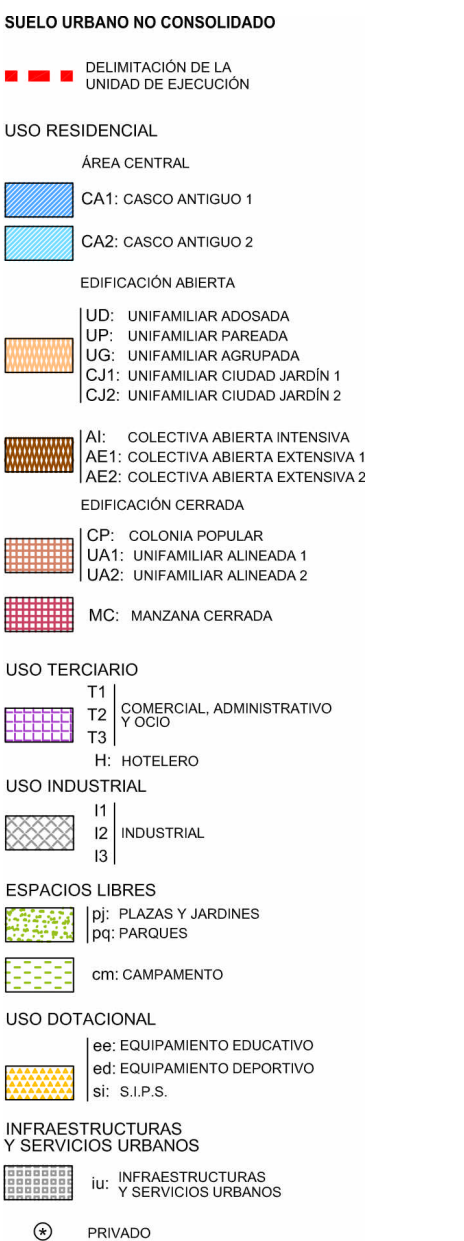 SUELO URBANO NO CONSOLIDADO
DELIMITACIÓN DE LA
UNIDAD DE EJECUCIÓN
USO RESIDENCIAL
ÁREA CENTRAL
CA1: CASCO ANTIGUO 1
CA2: CASCO ANTIGUO 2
EDIFICACIÓN ABIERTA
UD: UNIFAMILIAR ADOSADA
UP: UNIFAMILIAR PAREADA
UG: UNIFAMILIAR AGRUPADA
CJ1: UNIFAMILIAR CIUDAD JARDÍN 1
CJ2: UNIFAMILIAR CIUDAD JARDÍN 2
AI: COLECTIVA ABIERTA INTENSIVA
AE1: COLECTIVA ABIERTA EXTENSIVA 1
AE2: COLECTIVA ABIERTA EXTENSIVA 2
EDIFICACIÓN CERRADA
CP: COLONIA POPULAR
UA1: UNIFAMILIAR ALINEADA 1
UA2: UNIFAMILIAR ALINEADA 2
MC: MANZANA CERRADA
USO TERCIARIO
T1
T2
T3
COMERCIAL, ADMINISTRATIVO
Y OCIO
H: HOTELERO
USO INDUSTRIAL
I1
I2 INDUSTRIAL
I3
ESPACIOS LIBRES
pj: PLAZAS Y JARDINES
pq: PARQUES
cm: CAMPAMENTO
USO DOTACIONAL
ee: EQUIPAMIENTO EDUCATIVO
ed: EQUIPAMIENTO DEPORTIVO
si: S.I.P.S.
INFRAESTRUCTURAS
Y SERVICIOS URBANOS
iu: INFRAESTRUCTURAS
Y SERVICIOS URBANOS
* PRIVADO